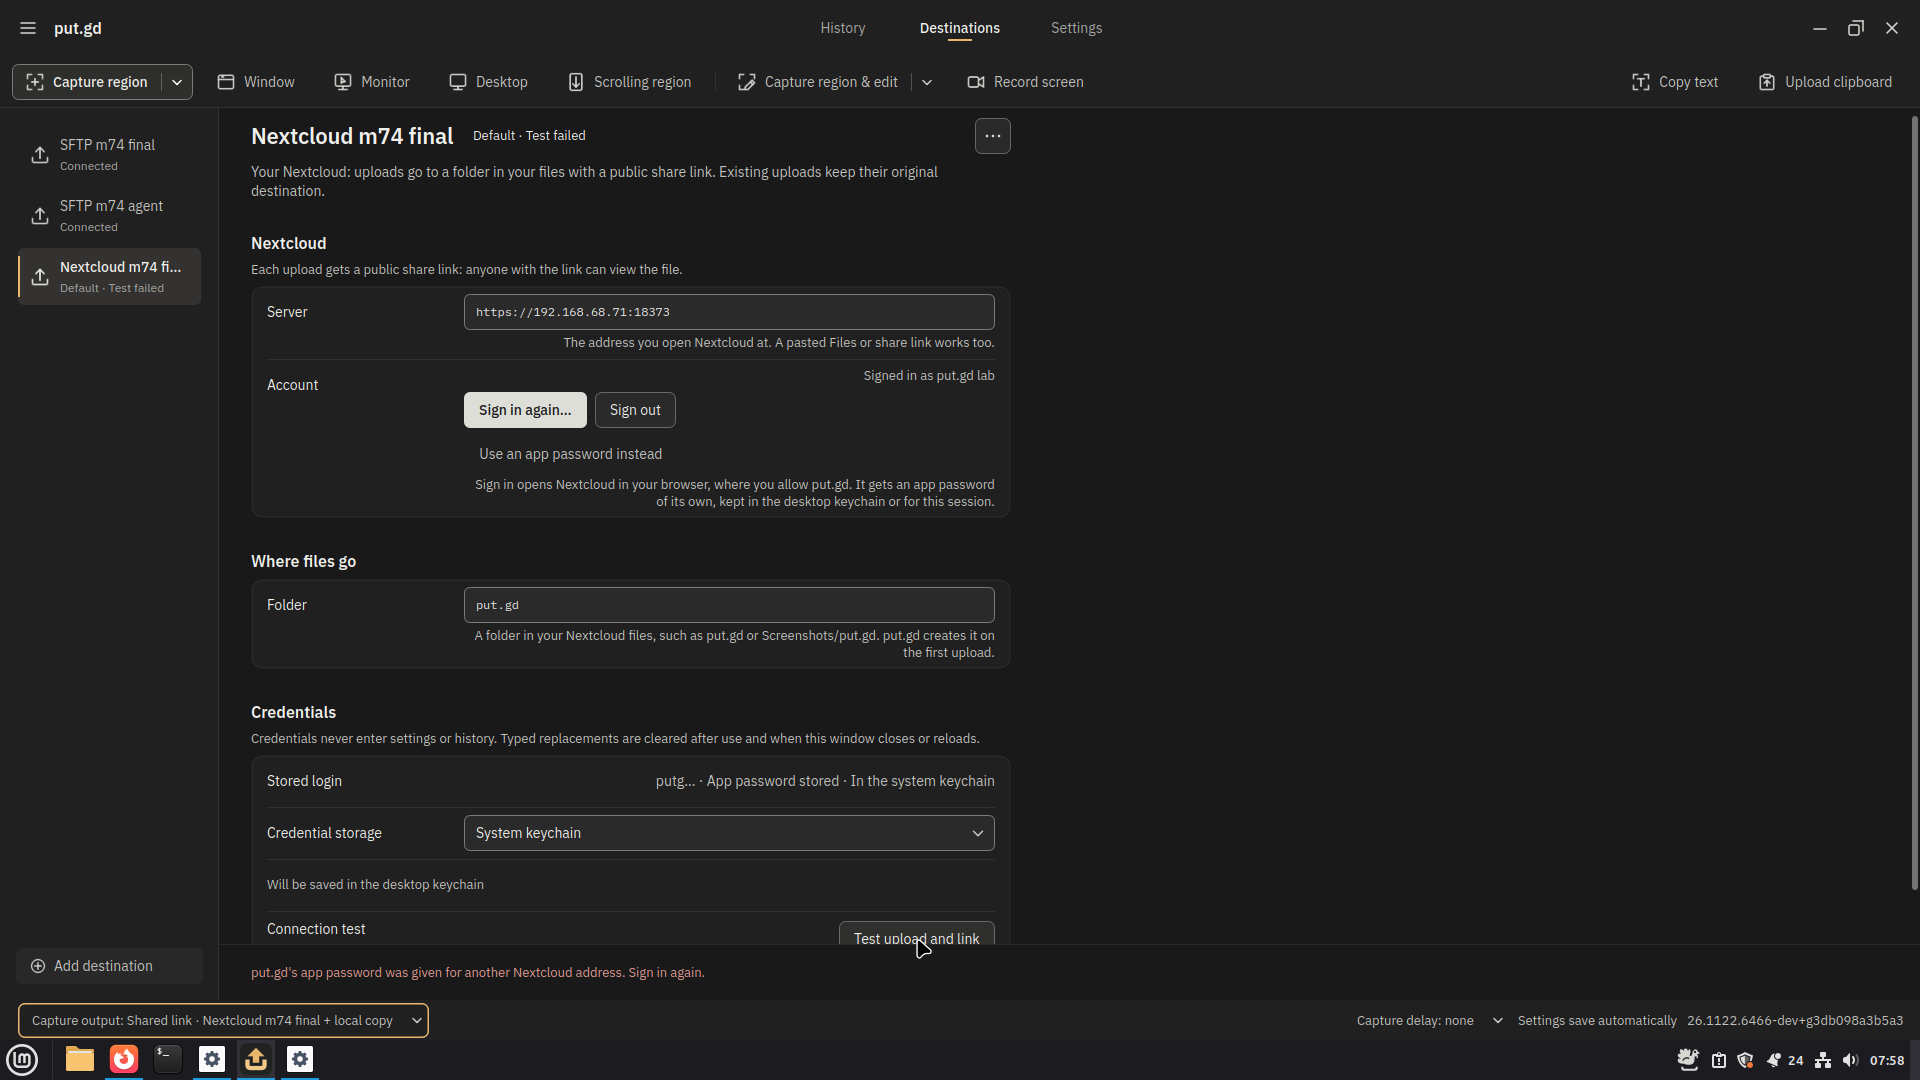 put.gd
History
Destinations
Settings
Capture region
Window
Monitor
Desktop
Scrolling region
Capture region & edit
Record screen
Copy text
Upload clipboard
SFTP m74 final
Connected
SFTP m74 agent
Connected
Nextcloud m74 fi...
Default · Test failed
Add destination
Nextcloud m74 final
Default · Test failed
Your Nextcloud: uploads go to a folder in your files with a public share link. Existing uploads keep their original
destination.
Nextcloud
Each upload gets a public share link: anyone with the link can view the file.
Server
https://192.168.68.71:18373
The address you open Nextcloud at. A pasted Files or share link works too.
Account
Signed in as put.gd lab
Sign in again...
Sign out
Use an app password instead
Sign in opens Nextcloud in your browser, where you allow put.gd. It gets an app password
of its own, kept in the desktop keychain or for this session.
Where files go
Folder
put.gd
A folder in your Nextcloud files, such as put.gd or Screenshots/put.gd. put.gd creates it on
the first upload.
Credentials
Credentials never enter settings or history. Typed replacements are cleared after use and when this window closes or reloads.
Stored login
putg... · App password stored · In the system keychain
Credential storage
System keychain
Will be saved in the desktop keychain
Connection test
Test upload and link
put.gd's app password was given for another Nextcloud address. Sign in again.
Capture output: Shared link · Nextcloud m74 final + local copy
Capture delay: none
Settings save automatically
26.1122.6466-dev+g3db098a3b5a3
24
07:58